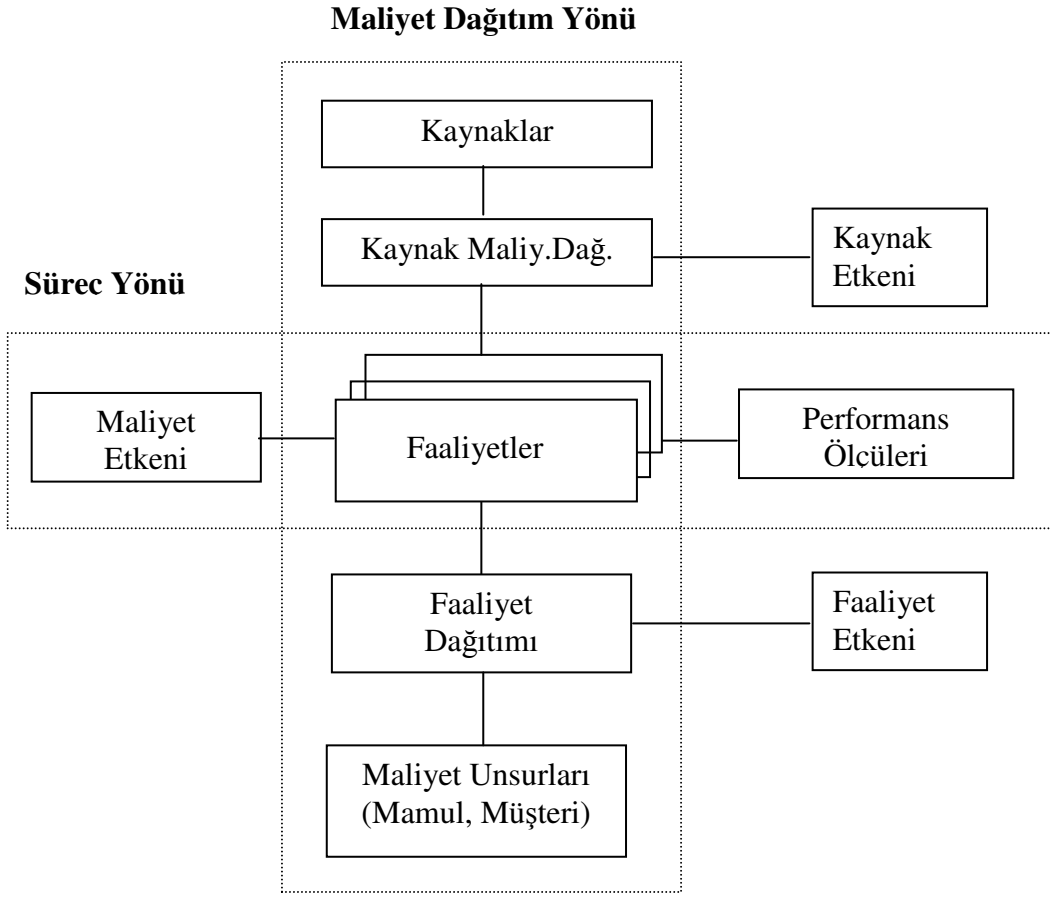 Maliyet Dağıtım Yönü
Kaynaklar
Kaynak Maliy.Dağ.
Kaynak
Etkeni
Sürec Yönü
Maliyet
Etkeni
Faaliyetler
Performans
Ölcüleri
Faaliyet
Dağıtımı
Faaliyet
Etkeni
Maliyet Unsurları
(Mamul, Müşteri)